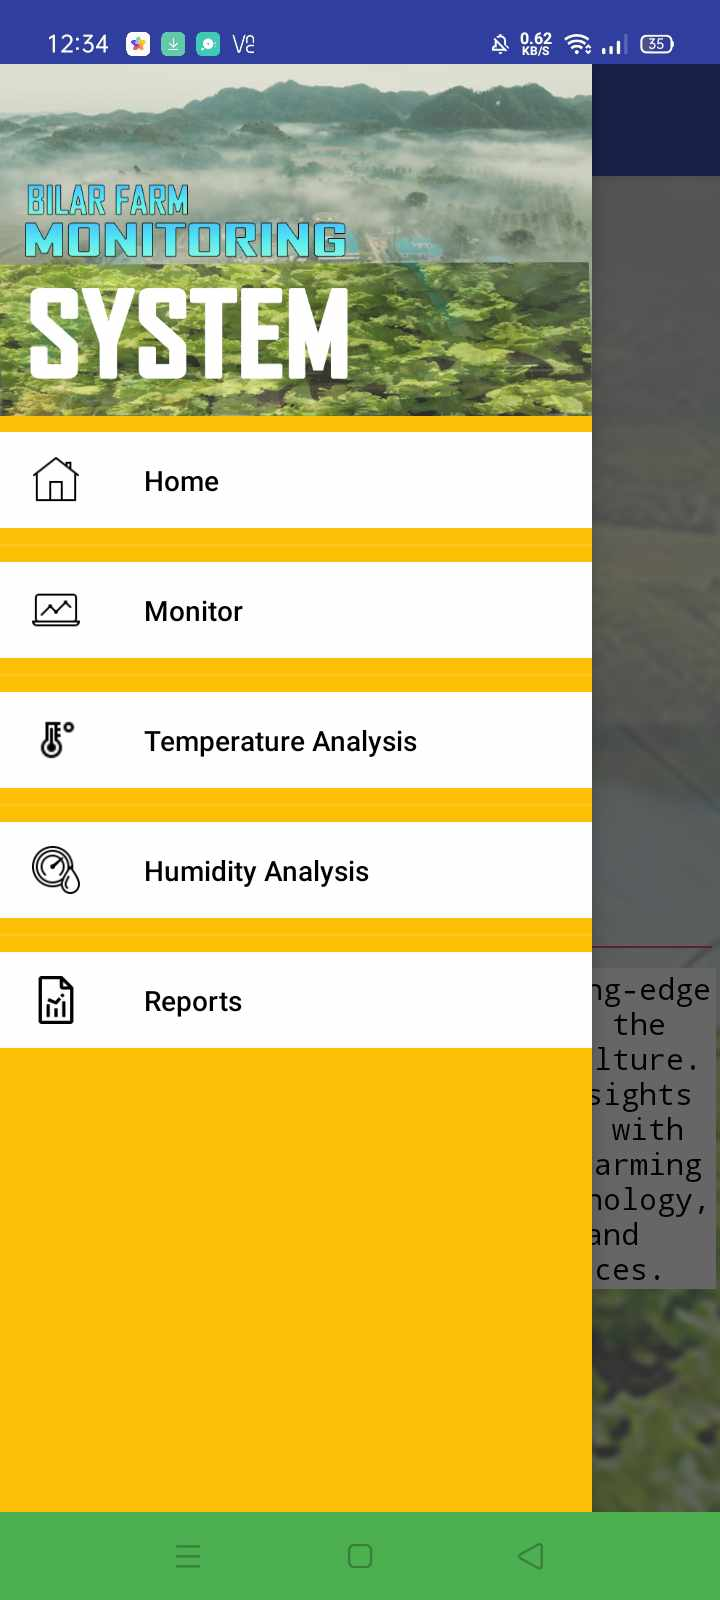 12:34
0.62
KB/S
35
BILAR FARM
MONITORING
SYSTEM
Home
Monitor
Temperature Analysis
Humidity Analysis
Reports
ng-edge
the
lture.
sights
with
arming
nology,
and
ces.